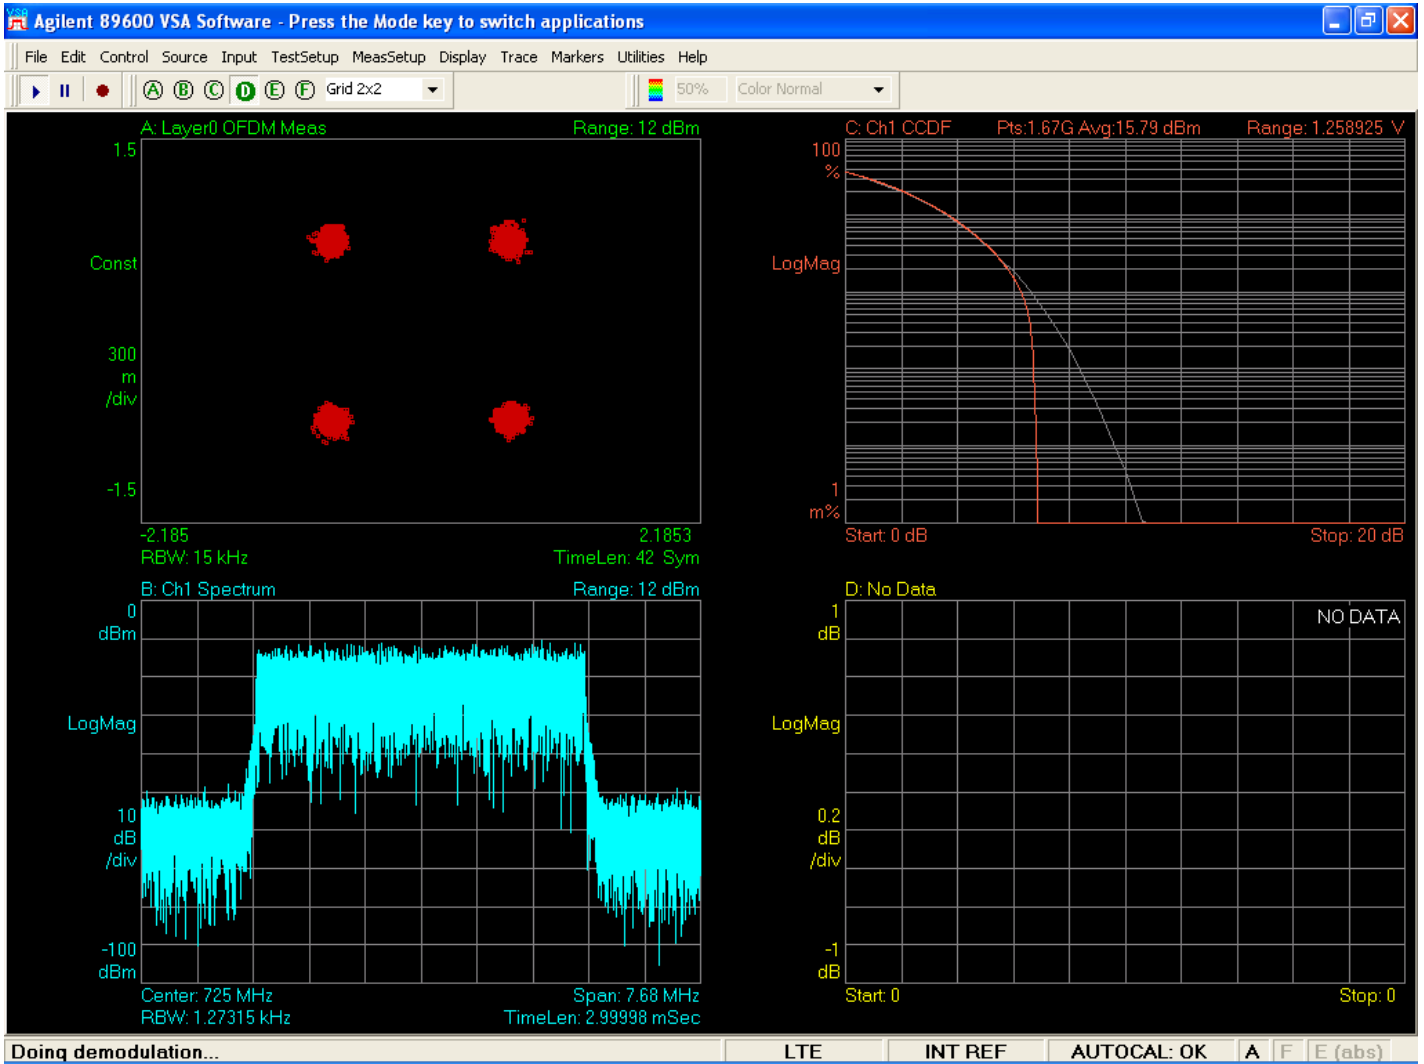 Agilent 89600 VSA Software - Press the Mode key to switch applications
File Edit Control Source Input TestSetup MeasSetup Display Trace Markers Utilities Help
A B C D E F Grid 2x2 50% Color Normal
A: Layer0 OFDM Meas Range: 12 dBm
1.5
Const
300
m
/div
-1.5
-2.185 2.1853
RBW: 15 kHz TimeLen: 42 Sym
C: Ch1 CCDF Pts:1.67G Avg:15.79 dBm Range: 1.258925 V
100
%
LogMag
1
m%
Start: 0 dB Stop: 20 dB
B: Ch1 Spectrum Range: 12 dBm
0
dBm
LogMag
10
dB
/div
-100
dBm
Center: 725 MHz Span: 7.68 MHz
RBW: 1.27315 kHz TimeLen: 2.99998 mSec
D: No Data
1
dB
NO DATA
LogMag
0.2
dB
/div
-1
dB
Start: 0 Stop: 0
Doing demodulation... LTE INT REF AUTOCAL: OK A F E (abs)